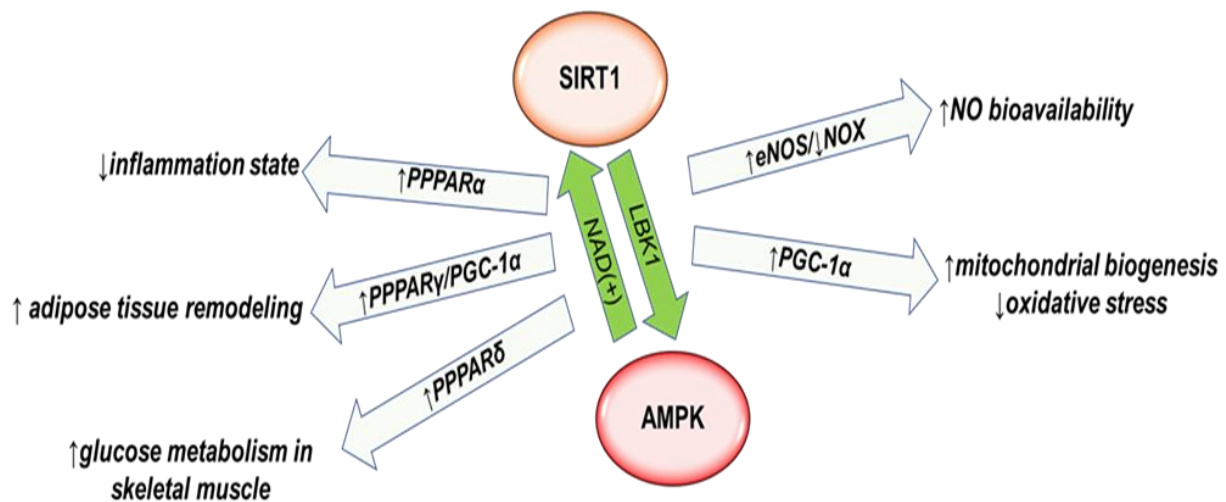 SIRT1
↑NO bioavailability
↑eNOS/↓NOX
↓inflammation state
↑PPPARα
NAD(+)
LBK1
↑PGC-1α
↑mitochondrial biogenesis
↓oxidative stress
↑PPPARγ/PGC-1α
↑ adipose tissue remodeling
↑PPPARδ
AMPK
↑glucose metabolism in
skeletal muscle